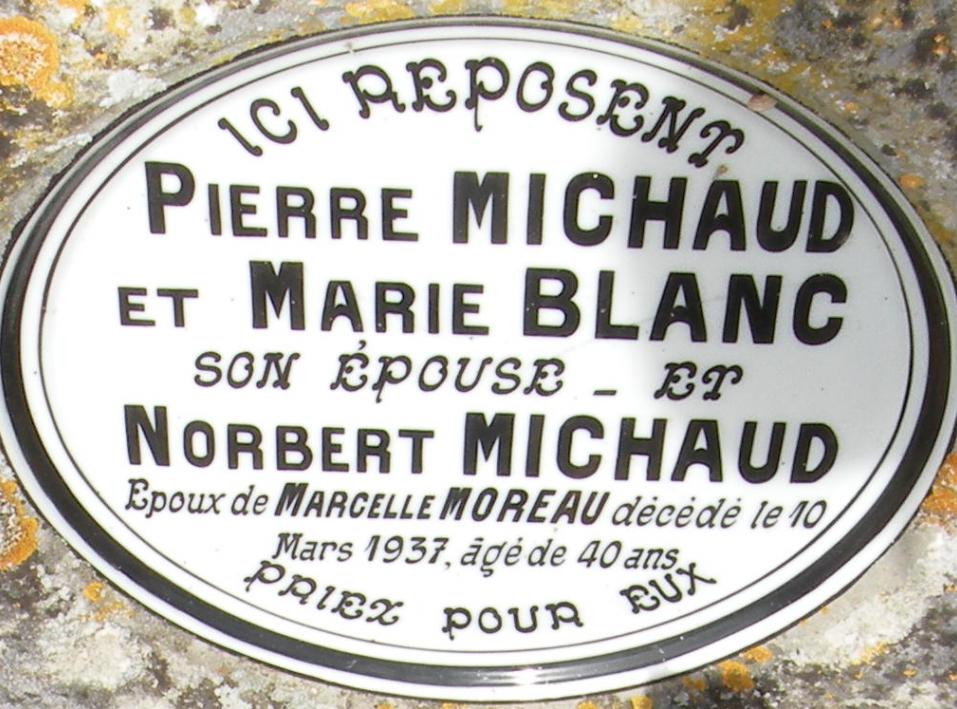 ICI REPOSENT
PIERRE MICHAUD
ET MARIE BLANC
SON ÉPOUSE _ ET
NORBERT MICHAUD
Epoux de MARCELLE MOREAU décédé le 10
Mars 1937, âgé de 40 ans
PRIEZ POUR EUX